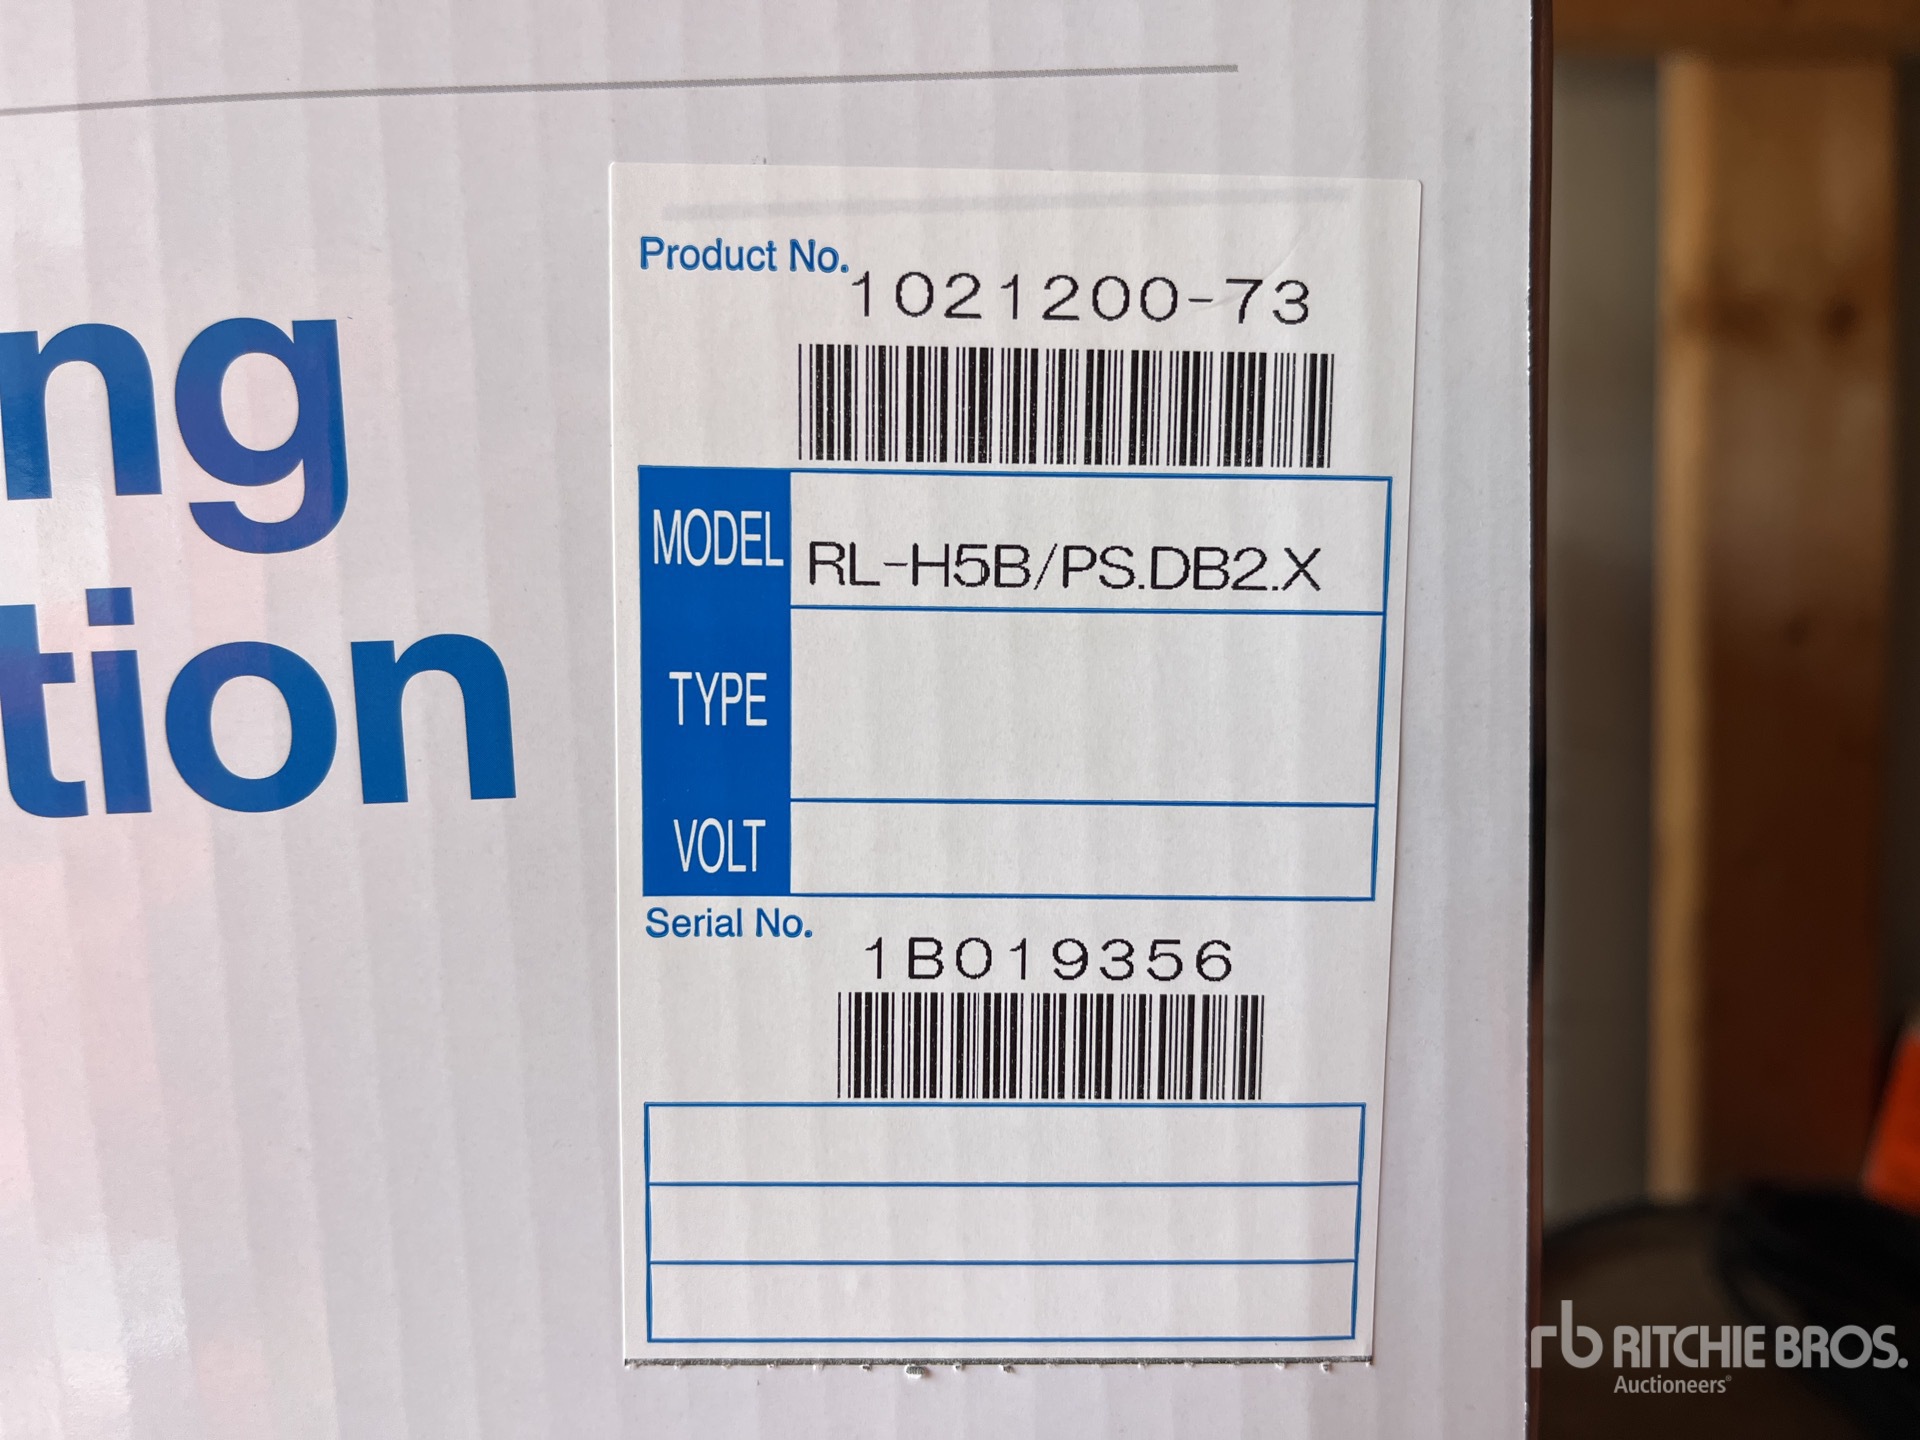 ng
tion
Product No.
1021200-73
MODEL RL-H5B/PS.DB2.X
TYPE
VOLT
Serial No.
1B019356
rb RITCHIE BROS.
Auctioneers®